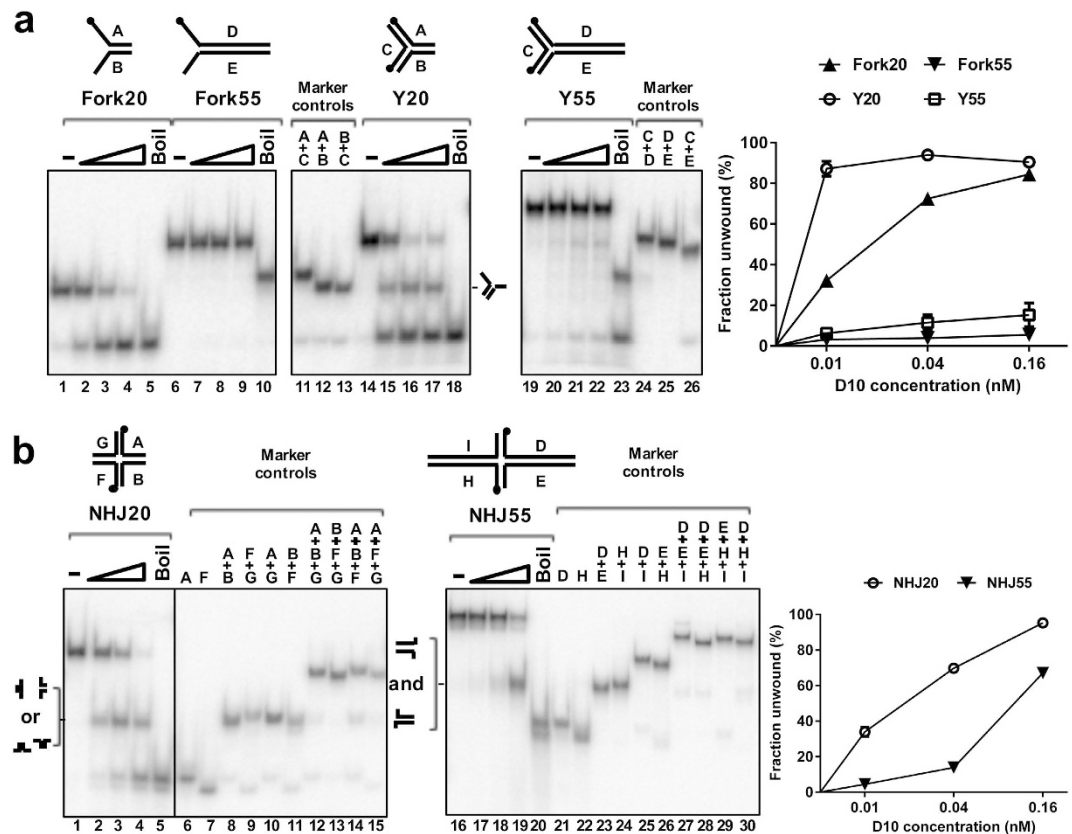 a
A
B
D
E
C
A
B
C
D
E
Fork20
Fork55
Marker controls
Y20
Y55
Marker controls
– Boil – Boil A+C A+B B+C – Boil – Boil C+D D+E C+E
1 2 3 4 5 6 7 8 9 10 11 12 13 14 15 16 17 18 19 20 21 22 23 24 25 26
Fork20 Fork55
Y20 Y55
Fraction unwound (%)
100
80
60
40
20
0
0.01 0.04 0.16
D10 concentration (nM)
b
G A
F B
NHJ20
Marker controls
I D
H E
NHJ55
Marker controls
– Boil A F A+B F+G A+G B+F A+B+G B+F+G A+B+F A+F+G
– Boil D H D+E H+I D+I E+H D+E+I D+E+H E+H+I D+H+I
or
and
1 2 3 4 5 6 7 8 9 10 11 12 13 14 15
16 17 18 19 20 21 22 23 24 25 26 27 28 29 30
NHJ20 NHJ55
Fraction unwound (%)
100
80
60
40
20
0
0.01 0.04 0.16
D10 concentration (nM)